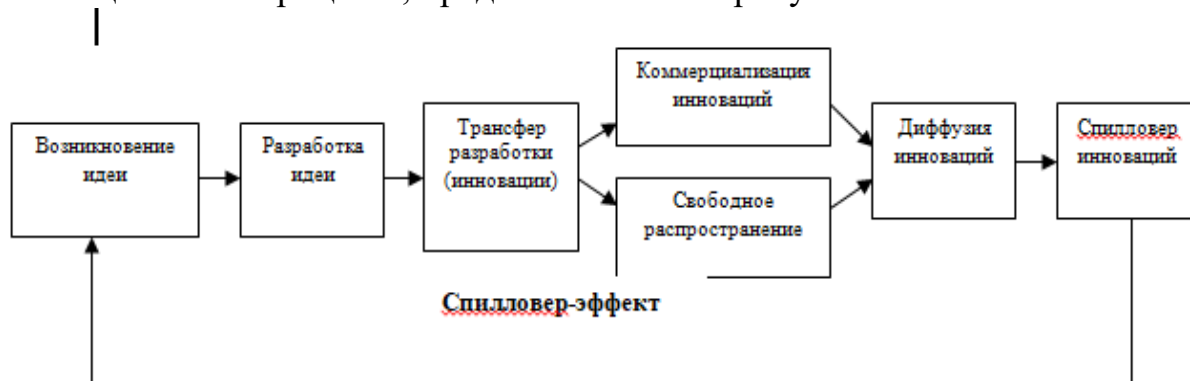 Возникновение
идеи
Разработка
идеи
Трансфер
разработки
(инновации)
Коммерциализация
инноваций
Свободное
распространение
Диффузия
инноваций
Спилловер
инноваций
Спилловер-эффект